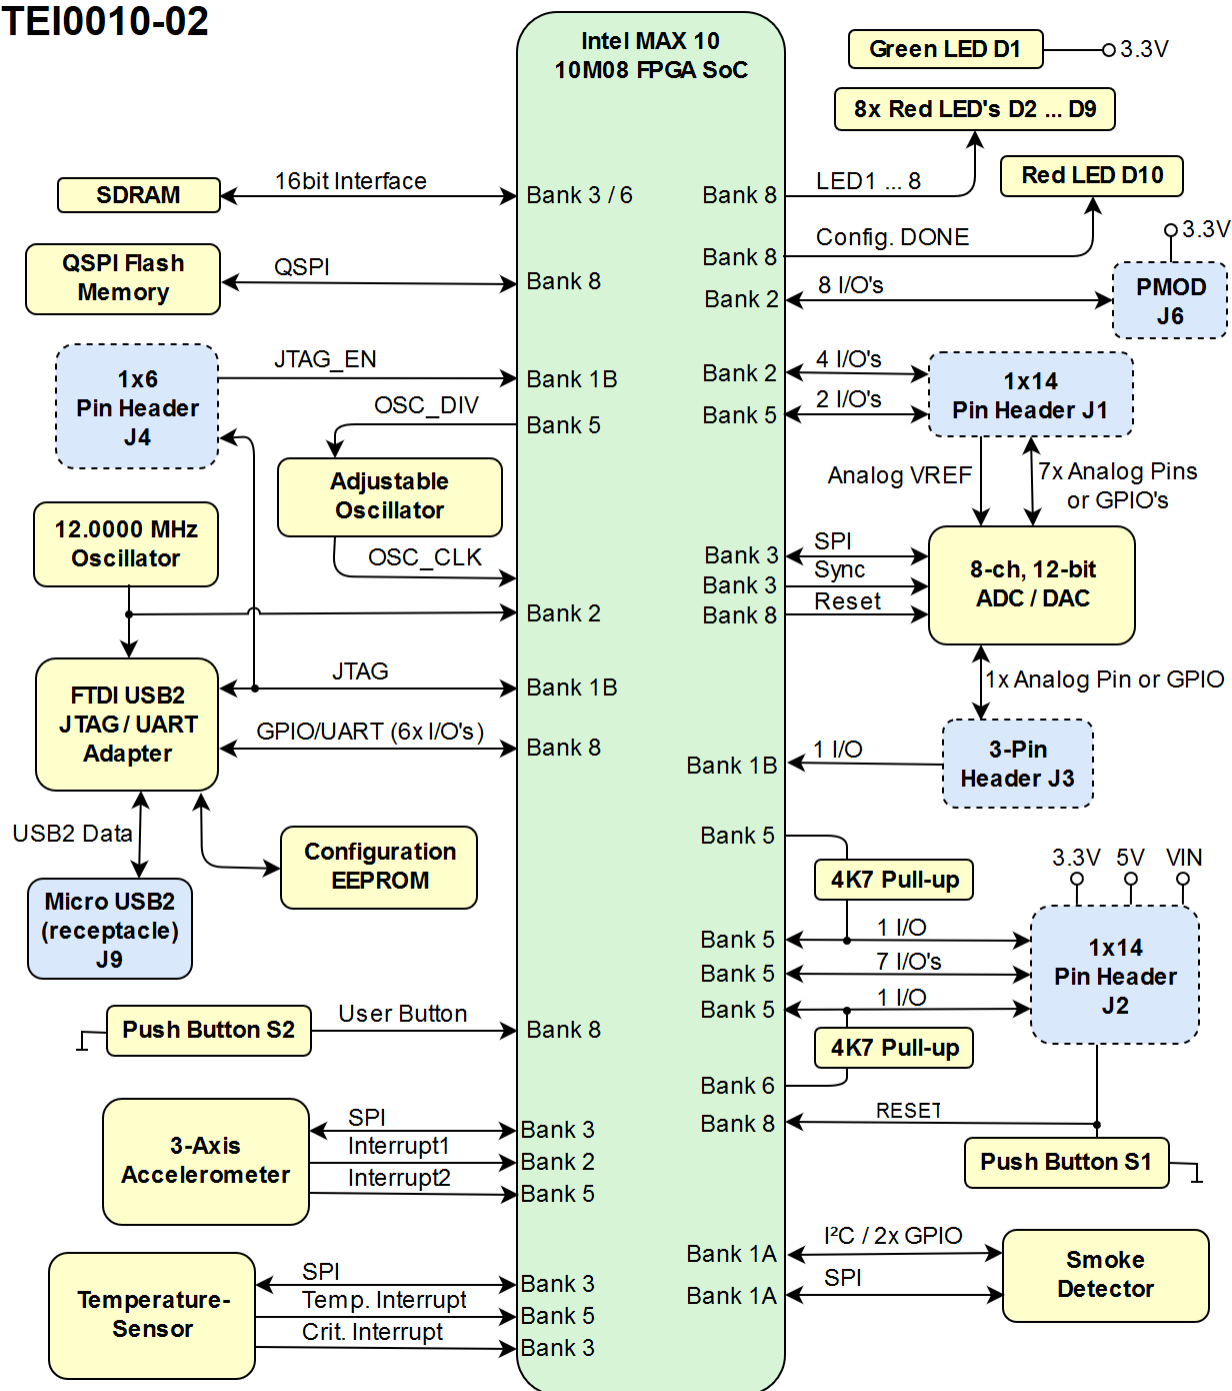 TEI0010-02
Intel MAX 10
10M08 FPGA SoC
Green LED D1
3.3V
8x Red LED's D2 ... D9
SDRAM
16bit Interface
Bank 3 / 6
Bank 8
LED1 ... 8
Red LED D10
QSPI Flash
Memory
QSPI
Bank 8
Bank 8
Config. DONE
3.3V
Bank 2
8 I/O's
PMOD
J6
1x6
Pin Header
J4
JTAG_EN
Bank 1B
OSC_DIV
Bank 5
Bank 2
4 I/O's
Bank 5
2 I/O's
1x14
Pin Header J1
Adjustable
Oscillator
OSC_CLK
Analog VREF
7x Analog Pins
or GPIO's
12.0000 MHz
Oscillator
Bank 2
Bank 3
SPI
Bank 3
Sync
Bank 8
Reset
8-ch, 12-bit
ADC / DAC
FTDI USB2
JTAG / UART
Adapter
JTAG
Bank 1B
GPIO/UART (6x I/O's)
Bank 8
1x Analog Pin or GPIO
Bank 1B
1 I/O
3-Pin
Header J3
USB2 Data
Configuration
EEPROM
Micro USB2
(receptacle)
J9
Bank 5
4K7 Pull-up
3.3V
5V
VIN
Bank 5
1 I/O
Bank 5
7 I/O's
Bank 5
1 I/O
1x14
Pin Header
J2
4K7 Pull-up
Bank 6
Push Button S2
User Button
Bank 8
Bank 8
RESET
Push Button S1
3-Axis
Accelerometer
SPI
Bank 3
Interrupt1
Bank 2
Interrupt2
Bank 5
Bank 1A
I²C / 2x GPIO
Bank 1A
SPI
Smoke
Detector
Temperature-
Sensor
SPI
Bank 3
Temp. Interrupt
Bank 5
Crit. Interrupt
Bank 3